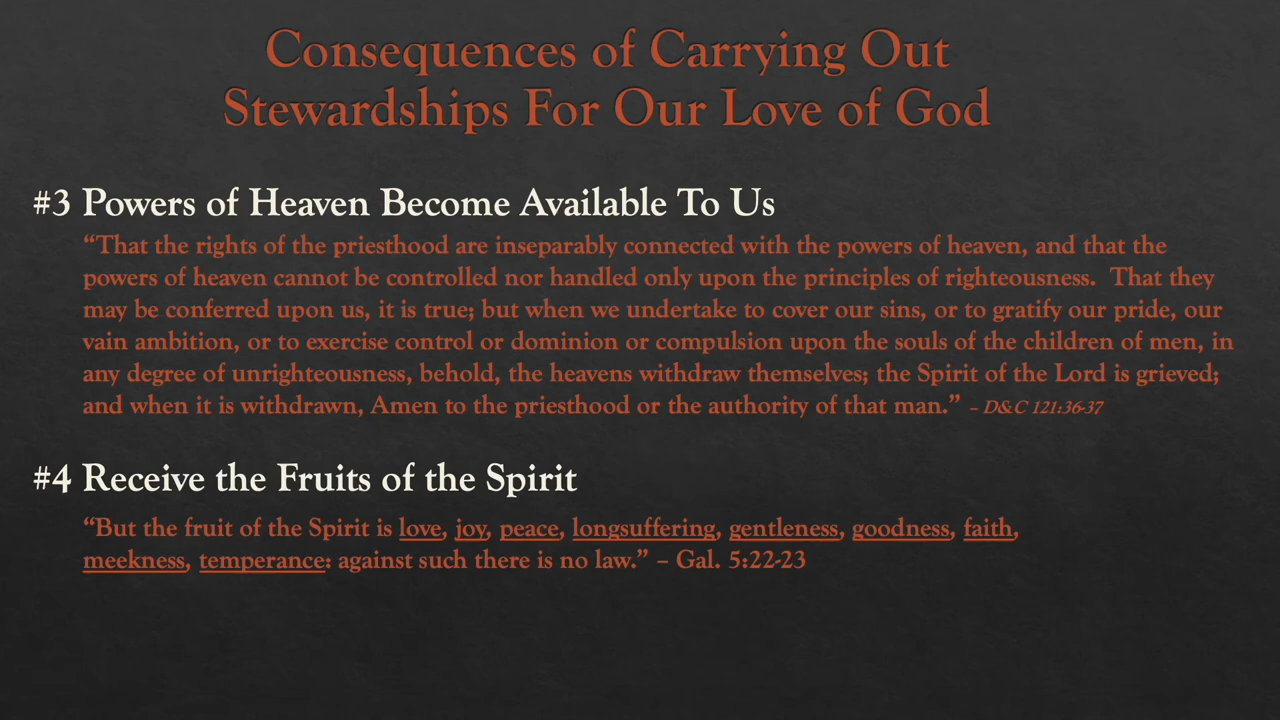 Consequences of Carrying Out
Stewardships For Our Love of God
#3 Powers of Heaven Become Available To Us
“That the rights of the priesthood are inseparably connected with the powers of heaven, and that the
powers of heaven cannot be controlled nor handled only upon the principles of righteousness.  That they
may be conferred upon us, it is true; but when we undertake to cover our sins, or to gratify our pride, our
vain ambition, or to exercise control or dominion or compulsion upon the souls of the children of men, in
any degree of unrighteousness, behold, the heavens withdraw themselves; the Spirit of the Lord is grieved;
and when it is withdrawn, Amen to the priesthood or the authority of that man.” – D&C 121:36-37
#4 Receive the Fruits of the Spirit
“But the fruit of the Spirit is love, joy, peace, longsuffering, gentleness, goodness, faith,
meekness, temperance: against such there is no law.” – Gal. 5:22-23